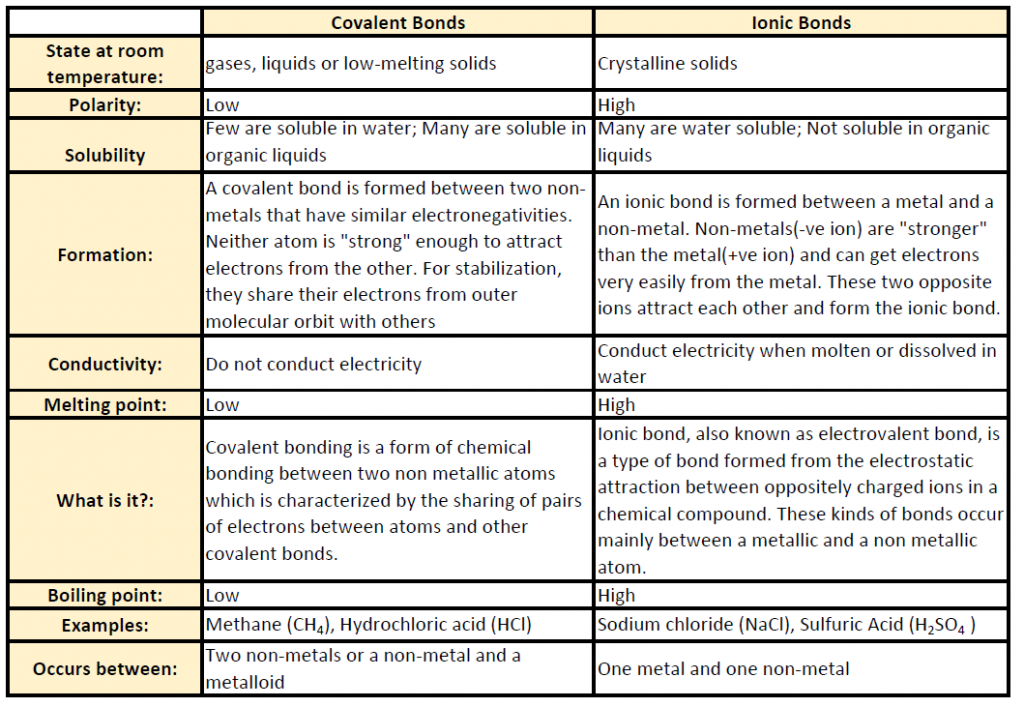 Covalent Bonds
Ionic Bonds
State at room
temperature:
gases, liquids or low-melting solids
Crystalline solids
Polarity:
Low
High
Solubility
Few are soluble in water; Many are soluble in
organic liquids
Many are water soluble; Not soluble in organic
liquids
Formation:
A covalent bond is formed between two non-
metals that have similar electronegativities.
Neither atom is "strong" enough to attract
electrons from the other. For stabilization,
they share their electrons from outer
molecular orbit with others
An ionic bond is formed between a metal and a
non-metal. Non-metals(-ve ion) are "stronger"
than the metal(+ve ion) and can get electrons
very easily from the metal. These two opposite
ions attract each other and form the ionic bond.
Conductivity:
Do not conduct electricity
Conduct electricity when molten or dissolved in
water
Melting point:
Low
High
What is it?:
Covalent bonding is a form of chemical
bonding between two non metallic atoms
which is characterized by the sharing of pairs
of electrons between atoms and other
covalent bonds.
Ionic bond, also known as electrovalent bond, is
a type of bond formed from the electrostatic
attraction between oppositely charged ions in a
chemical compound. These kinds of bonds occur
mainly between a metallic and a non metallic
atom.
Boiling point:
Low
High
Examples:
Methane (CH₄), Hydrochloric acid (HCl)
Sodium chloride (NaCl), Sulfuric Acid (H₂SO₄ )
Occurs between:
Two non-metals or a non-metal and a
metalloid
One metal and one non-metal